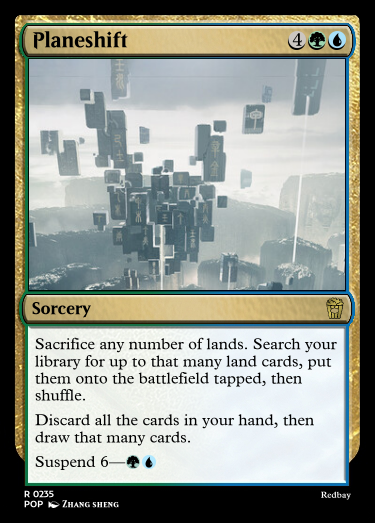 Planeshift 4
Sorcery
Sacrifice any number of lands. Search your
library for up to that many land cards, put
them onto the battlefield tapped, then
shuffle.
Discard all the cards in your hand, then
draw that many cards.
Suspend 6—
R 0235
POP ZHANG SHENG
Redbay